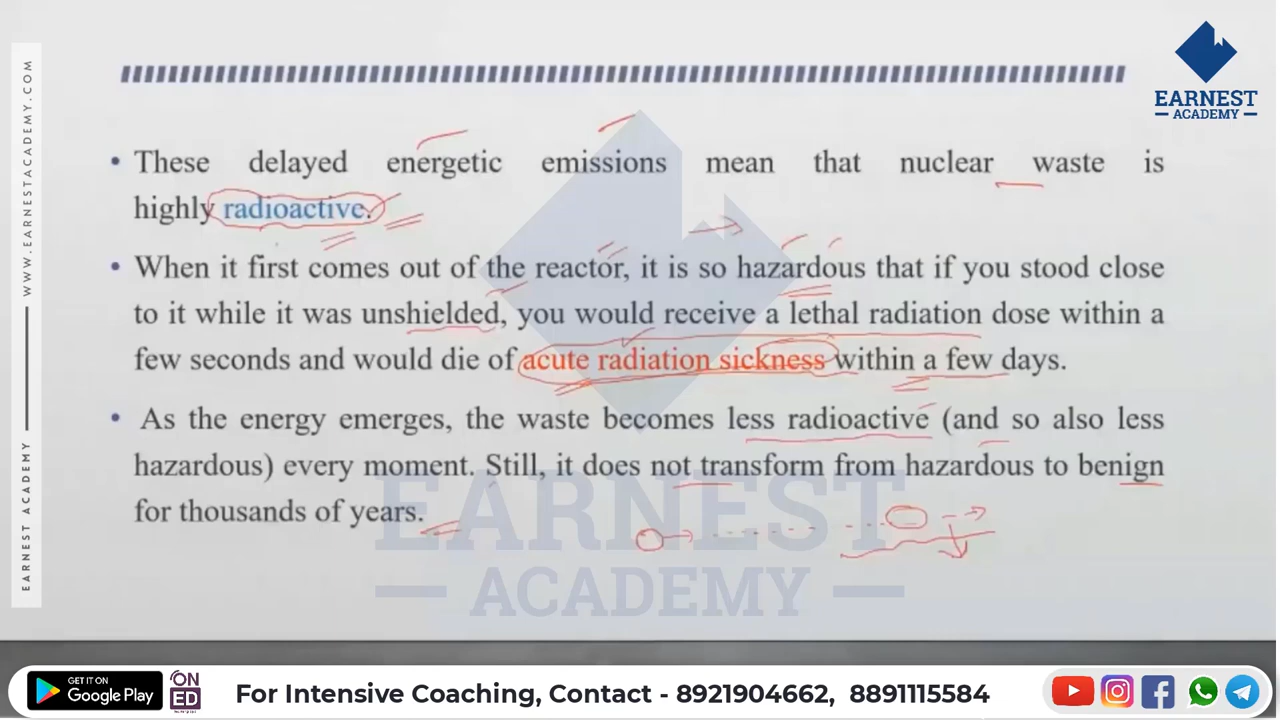 EARNEST
ACADEMY
WWW.EARNESTACADEMY.COM
EARNEST ACADEMY
• These delayed energetic emissions mean that nuclear waste is
highly radioactive.
• When it first comes out of the reactor, it is so hazardous that if you stood close
to it while it was unshielded, you would receive a lethal radiation dose within a
few seconds and would die of acute radiation sickness within a few days.
• As the energy emerges, the waste becomes less radioactive (and so also less
hazardous) every moment. Still, it does not transform from hazardous to benign
for thousands of years.
EARNEST
ACADEMY
GET IT ON
Google Play
ON
ED
For Intensive Coaching, Contact - 8921904662, 8891115584